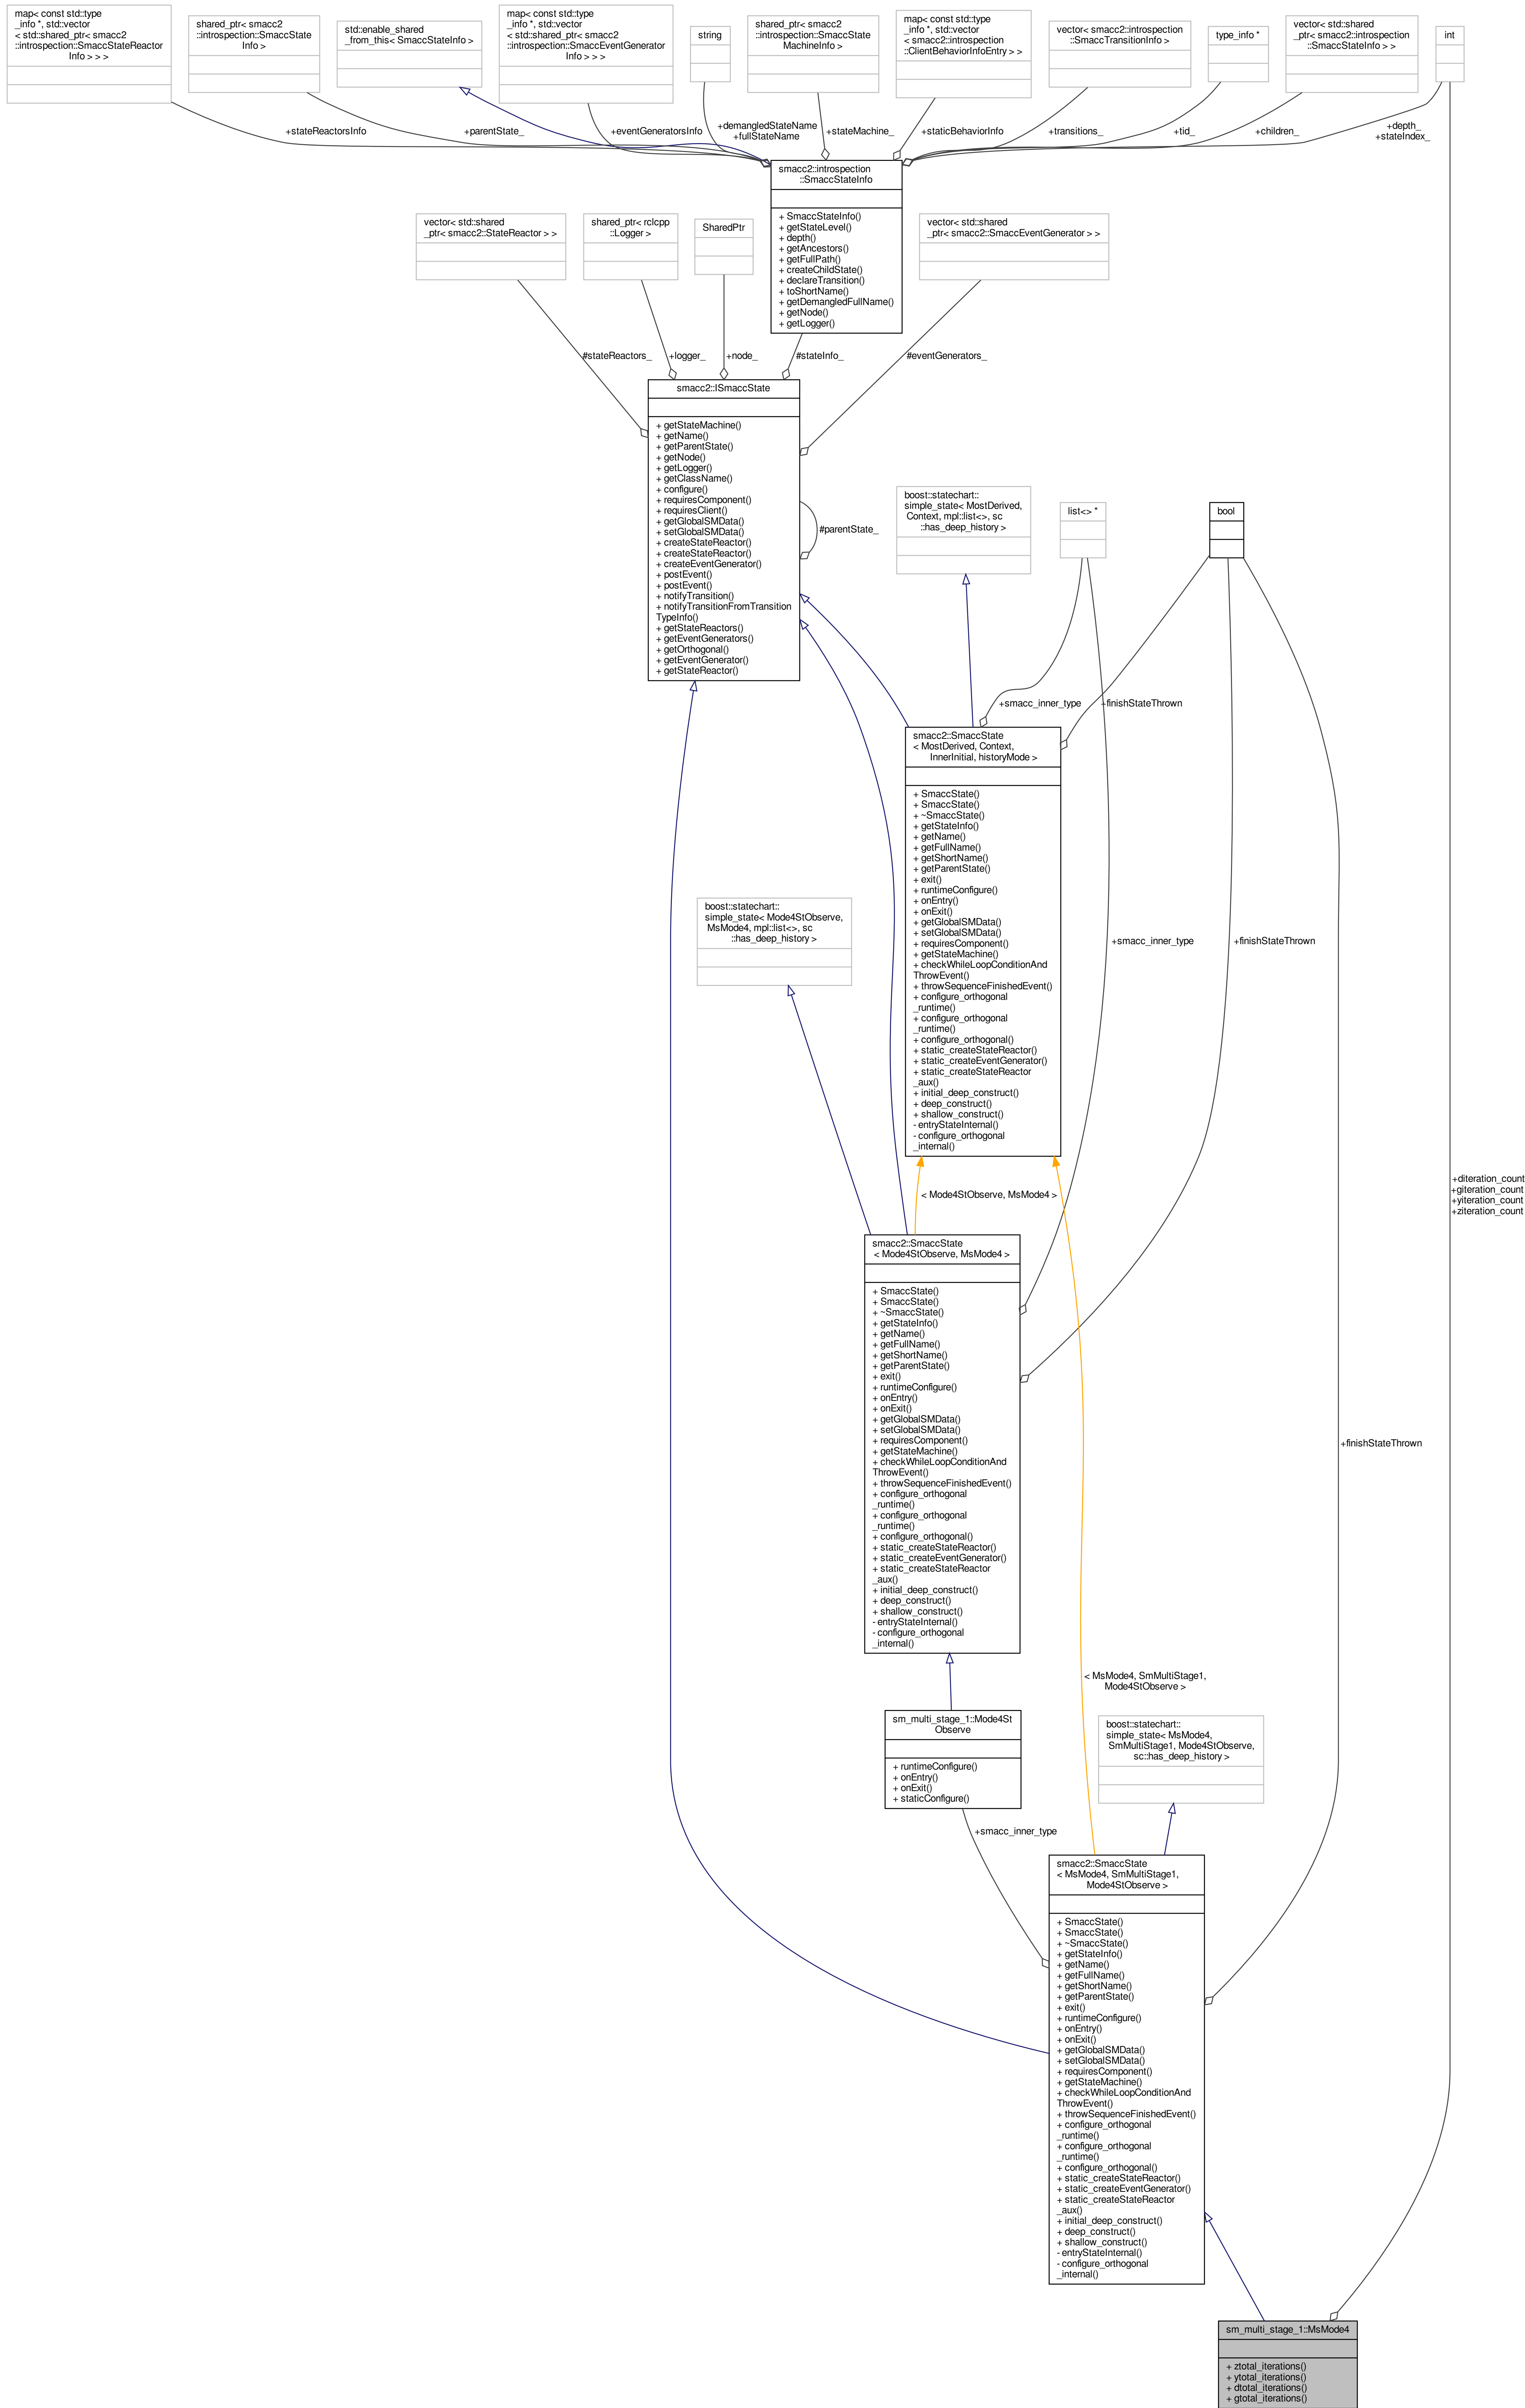 map< const std::type
_info *, std::vector
< std::shared_ptr< smacc2
::introspection::SmaccStateReactor
Info > > >
shared_ptr< smacc2
::introspection::SmaccState
Info >
std::enable_shared
_from_this< SmaccStateInfo >
map< const std::type
_info *, std::vector
< std::shared_ptr< smacc2
::introspection::SmaccEventGenerator
Info > > >
string
shared_ptr< smacc2
::introspection::SmaccState
MachineInfo >
map< const std::type
_info *, std::vector
< smacc2::introspection
::ClientBehaviorInfoEntry > >
vector< smacc2::introspection
::SmaccTransitionInfo >
type_info *
vector< std::shared
_ptr< smacc2::introspection
::SmaccStateInfo > >
int
+stateReactorsInfo
+parentState_
+eventGeneratorsInfo
+demangledStateName
+fullStateName
+stateMachine_
+staticBehaviorInfo
+transitions_
+tid_
+children_
+depth_
+stateIndex_
smacc2::introspection
::SmaccStateInfo
+ SmaccStateInfo()
+ getStateLevel()
+ depth()
+ getAncestors()
+ getFullPath()
+ createChildState()
+ declareTransition()
+ toShortName()
+ getDemangledFullName()
+ getNode()
+ getLogger()
vector< std::shared
_ptr< smacc2::StateReactor > >
shared_ptr< rclcpp
::Logger >
SharedPtr
vector< std::shared
_ptr< smacc2::SmaccEventGenerator > >
#stateReactors_
+logger_
+node_
#stateInfo_
#eventGenerators_
smacc2::ISmaccState
+ getStateMachine()
+ getName()
+ getParentState()
+ getNode()
+ getLogger()
+ getClassName()
+ configure()
+ requiresComponent()
+ requiresClient()
+ getGlobalSMData()
+ setGlobalSMData()
+ createStateReactor()
+ createStateReactor()
+ createEventGenerator()
+ postEvent()
+ postEvent()
+ notifyTransition()
+ notifyTransitionFromTransition
TypeInfo()
+ getStateReactors()
+ getEventGenerators()
+ getOrthogonal()
+ getEventGenerator()
+ getStateReactor()
#parentState_
boost::statechart::
simple_state< MostDerived,
Context, mpl::list<>, sc
::has_deep_history >
list<> *
bool
+smacc_inner_type
+finishStateThrown
smacc2::SmaccState
< MostDerived, Context,
InnerInitial, historyMode >
+ SmaccState()
+ SmaccState()
+ ~SmaccState()
+ getStateInfo()
+ getName()
+ getFullName()
+ getShortName()
+ getParentState()
+ exit()
+ runtimeConfigure()
+ onEntry()
+ onExit()
+ getGlobalSMData()
+ setGlobalSMData()
+ requiresComponent()
+ getStateMachine()
+ checkWhileLoopConditionAnd
ThrowEvent()
+ throwSequenceFinishedEvent()
+ configure_orthogonal
_runtime()
+ configure_orthogonal
_runtime()
+ configure_orthogonal()
+ static_createStateReactor()
+ static_createEventGenerator()
+ static_createStateReactor
_aux()
+ initial_deep_construct()
+ deep_construct()
+ shallow_construct()
- entryStateInternal()
- configure_orthogonal
_internal()
boost::statechart::
simple_state< Mode4StObserve,
MsMode4, mpl::list<>, sc
::has_deep_history >
+smacc_inner_type
+finishStateThrown
+diteration_count
+giteration_count
+yiteration_count
+ziteration_count
< Mode4StObserve, MsMode4 >
smacc2::SmaccState
< Mode4StObserve, MsMode4 >
+ SmaccState()
+ SmaccState()
+ ~SmaccState()
+ getStateInfo()
+ getName()
+ getFullName()
+ getShortName()
+ getParentState()
+ exit()
+ runtimeConfigure()
+ onEntry()
+ onExit()
+ getGlobalSMData()
+ setGlobalSMData()
+ requiresComponent()
+ getStateMachine()
+ checkWhileLoopConditionAnd
ThrowEvent()
+ throwSequenceFinishedEvent()
+ configure_orthogonal
_runtime()
+ configure_orthogonal
_runtime()
+ configure_orthogonal()
+ static_createStateReactor()
+ static_createEventGenerator()
+ static_createStateReactor
_aux()
+ initial_deep_construct()
+ deep_construct()
+ shallow_construct()
- entryStateInternal()
- configure_orthogonal
_internal()
+finishStateThrown
< MsMode4, SmMultiStage1,
Mode4StObserve >
sm_multi_stage_1::Mode4St
Observe
+ runtimeConfigure()
+ onEntry()
+ onExit()
+ staticConfigure()
boost::statechart::
simple_state< MsMode4,
SmMultiStage1, Mode4StObserve,
sc::has_deep_history >
+smacc_inner_type
smacc2::SmaccState
< MsMode4, SmMultiStage1,
Mode4StObserve >
+ SmaccState()
+ SmaccState()
+ ~SmaccState()
+ getStateInfo()
+ getName()
+ getFullName()
+ getShortName()
+ getParentState()
+ exit()
+ runtimeConfigure()
+ onEntry()
+ onExit()
+ getGlobalSMData()
+ setGlobalSMData()
+ requiresComponent()
+ getStateMachine()
+ checkWhileLoopConditionAnd
ThrowEvent()
+ throwSequenceFinishedEvent()
+ configure_orthogonal
_runtime()
+ configure_orthogonal
_runtime()
+ configure_orthogonal()
+ static_createStateReactor()
+ static_createEventGenerator()
+ static_createStateReactor
_aux()
+ initial_deep_construct()
+ deep_construct()
+ shallow_construct()
- entryStateInternal()
- configure_orthogonal
_internal()
sm_multi_stage_1::MsMode4
+ ztotal_iterations()
+ ytotal_iterations()
+ dtotal_iterations()
+ gtotal_iterations()